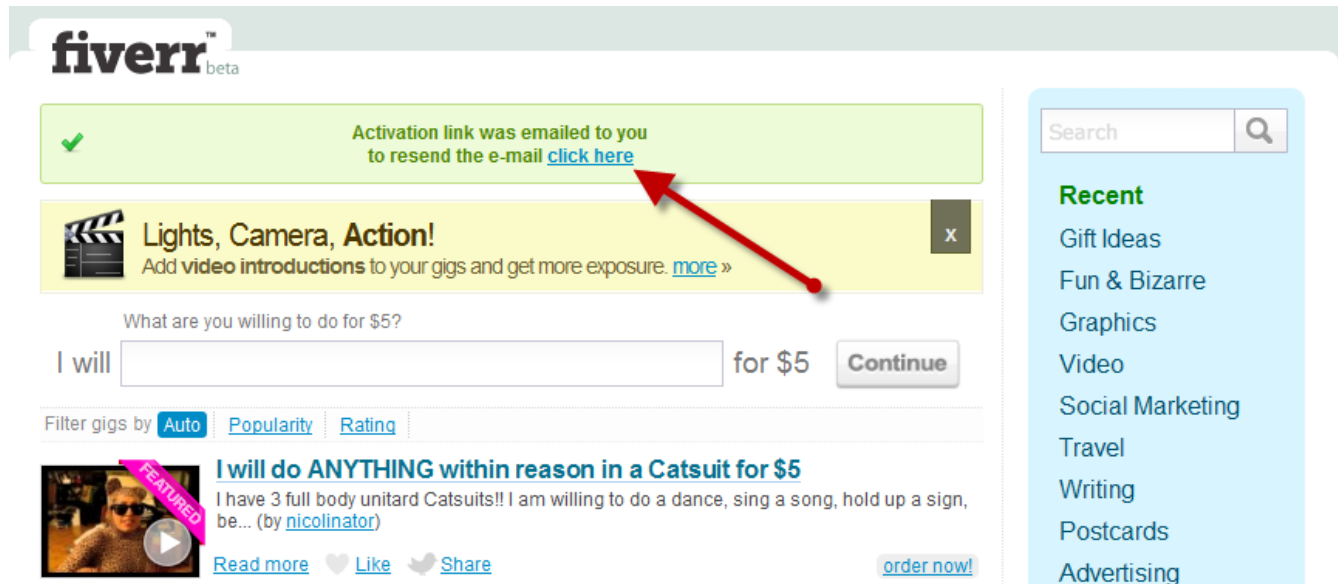 fiverr™
beta
Activation link was emailed to you
to resend the e-mail click here
Lights, Camera, Action!
Add video introductions to your gigs and get more exposure. more »
x
What are you willing to do for $5?
I will
for $5
Continue
Filter gigs by Auto Popularity Rating
FEATURED
I will do ANYTHING within reason in a Catsuit for $5
I have 3 full body unitard Catsuits!! I am willing to do a dance, sing a song, hold up a sign,
be... (by nicolinator)
Read more Like Share
order now!
Search
Recent
Gift Ideas
Fun & Bizarre
Graphics
Video
Social Marketing
Travel
Writing
Postcards
Advertising